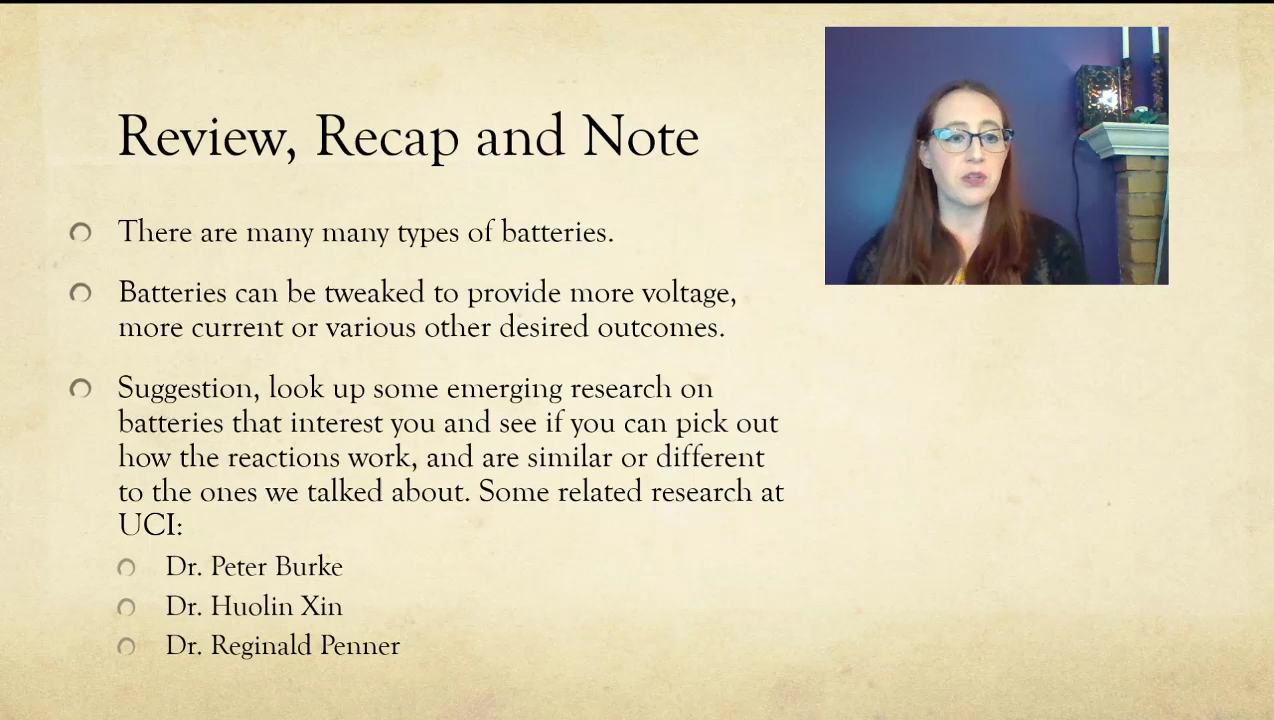 Review, Recap and Note
There are many many types of batteries.
Batteries can be tweaked to provide more voltage,
more current or various other desired outcomes.
Suggestion, look up some emerging research on
batteries that interest you and see if you can pick out
how the reactions work, and are similar or different
to the ones we talked about. Some related research at
UCI:
Dr. Peter Burke
Dr. Huolin Xin
Dr. Reginald Penner